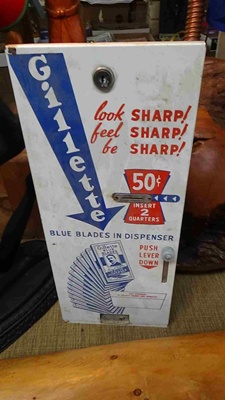 Gillette
look SHARP!
feel SHARP!
be SHARP!
50¢
INSERT
2
QUARTERS
BLUE BLADES IN DISPENSER
PUSH
LEVER
DOWN